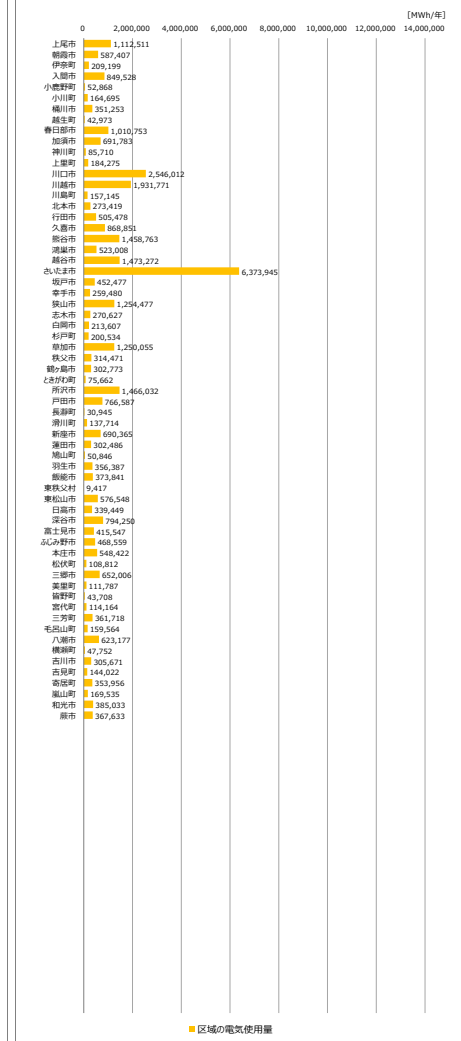 [MWh/年]
0 2,000,000 4,000,000 6,000,000 8,000,000 10,000,000 12,000,000 14,000,000
上尾市 1,112,511
朝霞市 587,407
伊奈町 209,199
入間市 849,528
小鹿野町 52,868
小川町 164,695
桶川市 351,253
越生町 42,973
春日部市 1,010,753
加須市 691,783
神川町 85,710
上里町 184,275
川口市 2,546,012
川越市 1,931,771
川島町 157,145
北本市 273,419
行田市 505,478
久喜市 868,851
熊谷市 1,458,763
鴻巣市 523,008
越谷市 1,473,272
さいたま市 6,373,945
坂戸市 452,477
幸手市 259,480
狭山市 1,254,477
志木市 270,627
白岡市 213,607
杉戸町 200,534
草加市 1,250,055
秩父市 314,471
鶴ヶ島市 302,773
ときがわ町 75,662
所沢市 1,466,032
戸田市 766,587
長瀞町 30,945
滑川町 137,714
新座市 690,365
蓮田市 302,486
鳩山町 50,846
羽生市 356,387
飯能市 373,841
東秩父村 9,417
東松山市 576,548
日高市 339,449
深谷市 794,250
富士見市 415,547
ふじみ野市 468,559
本庄市 548,422
松伏町 108,812
三郷市 652,006
美里町 111,787
皆野町 43,708
宮代町 114,164
三芳町 361,718
毛呂山町 159,564
八潮市 623,177
横瀬町 47,752
吉川市 305,671
吉見町 144,022
寄居町 353,956
嵐山町 169,535
和光市 385,033
蕨市 367,633
区域の電気使用量